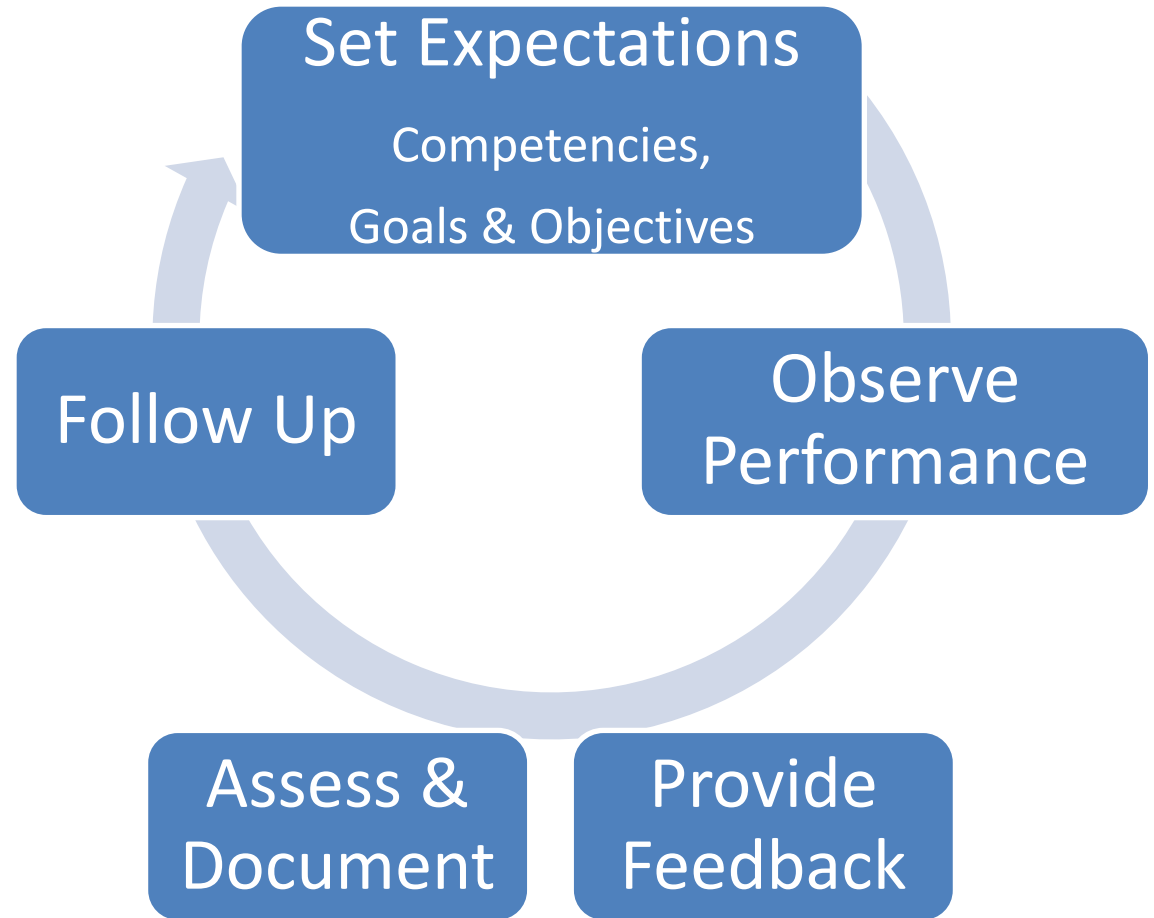 Set Expectations
Competencies,
Goals & Objectives
Observe
Performance
Provide
Feedback
Assess &
Document
Follow Up